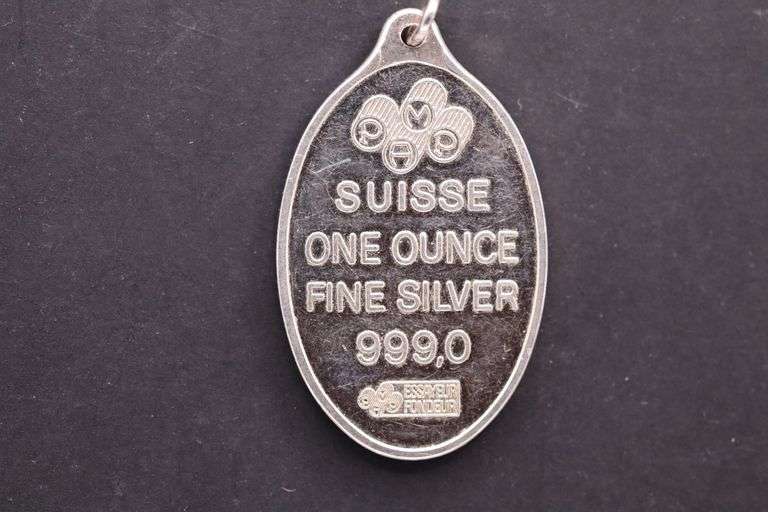 P M A P
SUISSE
ONE OUNCE
FINE SILVER
999,0
ESSAYEUR
FONDEUR